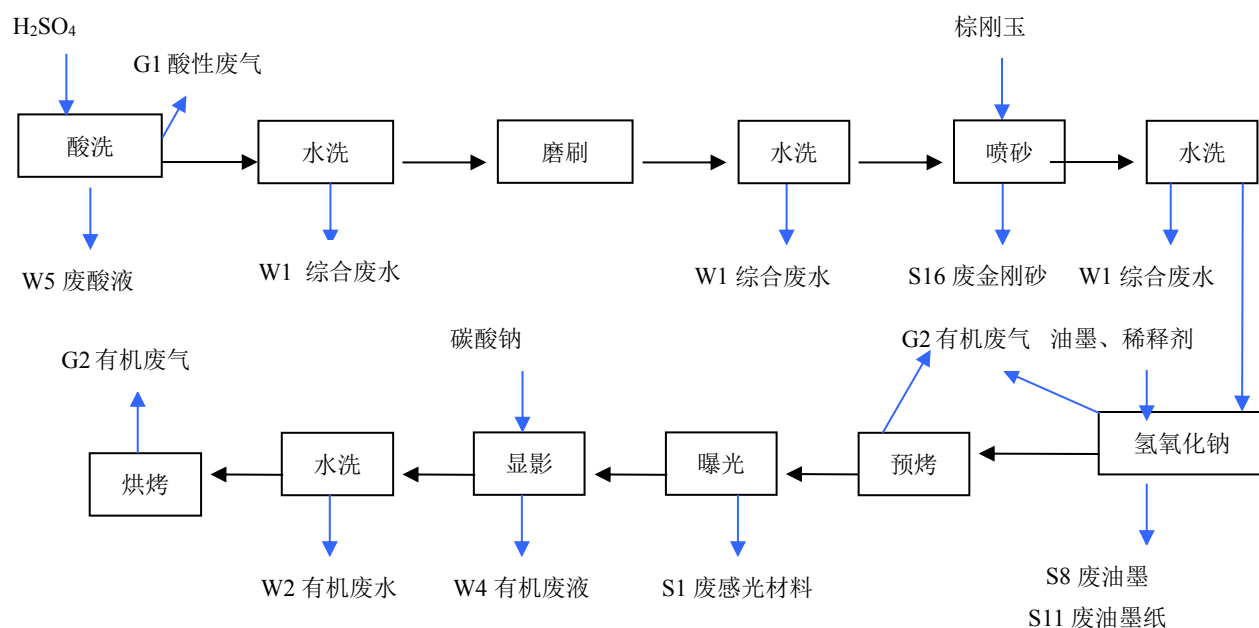 H₂SO₄
棕刚玉
G1 酸性废气
酸洗
水洗
磨刷
水洗
喷砂
水洗
W5 废酸液
W1 综合废水
W1 综合废水
S16 废金刚砂
W1 综合废水
碳酸钠
G2 有机废气
油墨、稀释剂
G2 有机废气
烘烤
水洗
显影
曝光
预烤
氢氧化钠
W2 有机废水
W4 有机废液
S1 废感光材料
S8 废油墨
S11 废油墨纸